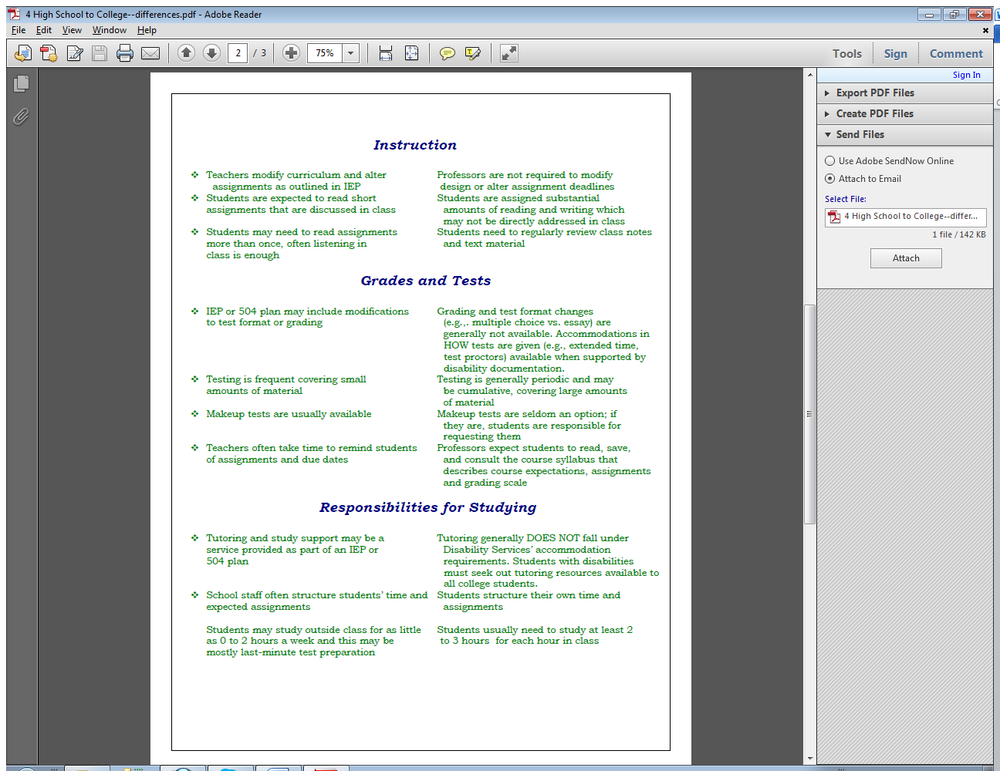 4 High School to College--differences.pdf - Adobe Reader
File Edit View Window Help
2 / 3 75% Tools Sign Comment
Sign In
Export PDF Files
Create PDF Files
Send Files
Use Adobe SendNow Online
Attach to Email
Select File:
4 High School to College--differ...
1 file / 142 KB
Attach
Instruction
❖ Teachers modify curriculum and alter
assignments as outlined in IEP
❖ Students are expected to read short
assignments that are discussed in class
❖ Students may need to read assignments
more than once, often listening in
class is enough
Professors are not required to modify
design or alter assignment deadlines
Students are assigned substantial
amounts of reading and writing which
may not be directly addressed in class
Students need to regularly review class notes
and text material
Grades and Tests
❖ IEP or 504 plan may include modifications
to test format or grading
Grading and test format changes
(e.g.,. multiple choice vs. essay) are
generally not available. Accommodations in
HOW tests are given (e.g., extended time,
test proctors) available when supported by
disability documentation.
❖ Testing is frequent covering small
amounts of material
Testing is generally periodic and may
be cumulative, covering large amounts
of material
❖ Makeup tests are usually available
Makeup tests are seldom an option; if
they are, students are responsible for
requesting them
❖ Teachers often take time to remind students
of assignments and due dates
Professors expect students to read, save,
and consult the course syllabus that
describes course expectations, assignments
and grading scale
Responsibilities for Studying
❖ Tutoring and study support may be a
service provided as part of an IEP or
504 plan
Tutoring generally DOES NOT fall under
Disability Services' accommodation
requirements. Students with disabilities
must seek out tutoring resources available to
all college students.
❖ School staff often structure students' time and
expected assignments
Students structure their own time and
assignments
Students may study outside class for as little
as 0 to 2 hours a week and this may be
mostly last-minute test preparation
Students usually need to study at least 2
to 3 hours  for each hour in class